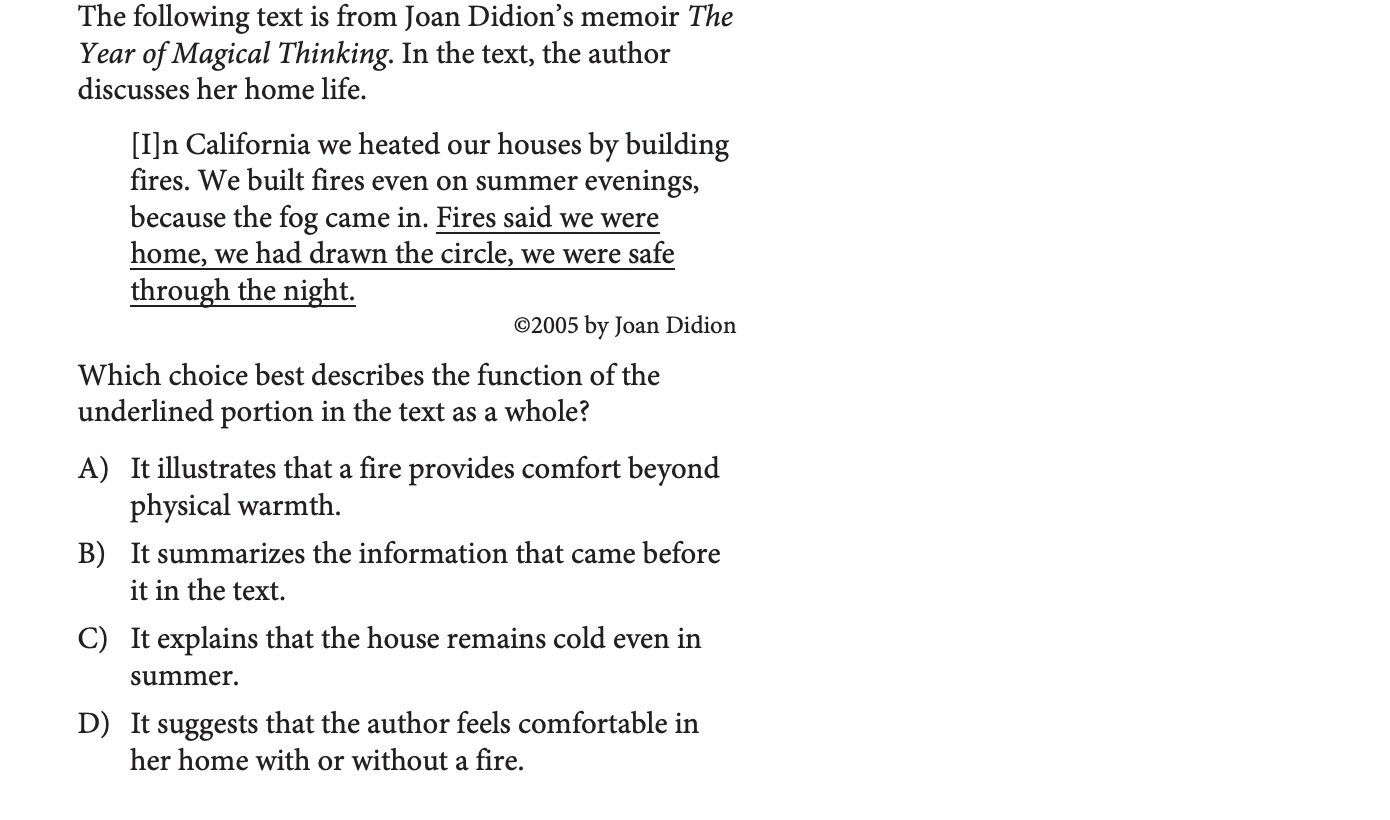 The following text is from Joan Didion’s memoir The
Year of Magical Thinking. In the text, the author
discusses her home life.
[I]n California we heated our houses by building
fires. We built fires even on summer evenings,
because the fog came in. Fires said we were
home, we had drawn the circle, we were safe
through the night.
©2005 by Joan Didion
Which choice best describes the function of the
underlined portion in the text as a whole?
A) It illustrates that a fire provides comfort beyond
physical warmth.
B) It summarizes the information that came before
it in the text.
C) It explains that the house remains cold even in
summer.
D) It suggests that the author feels comfortable in
her home with or without a fire.